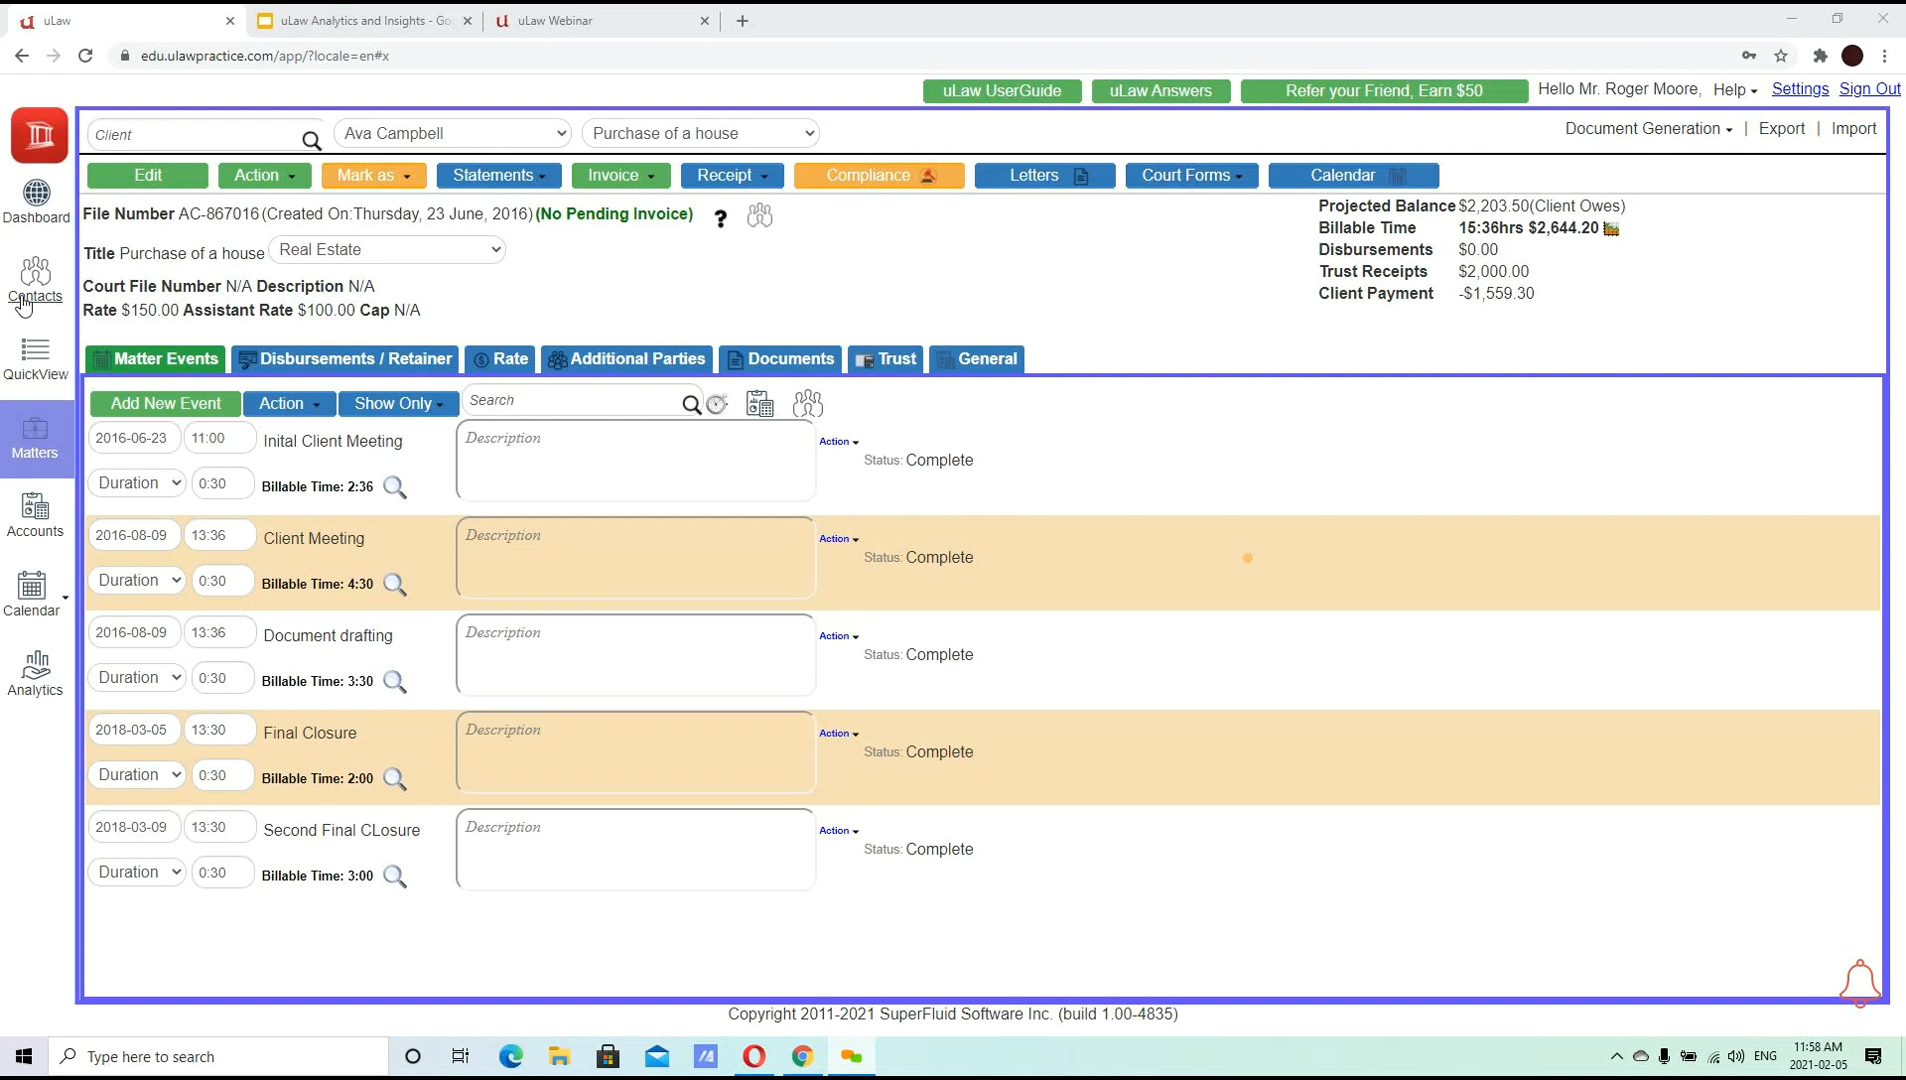 uLaw
uLaw Analytics and Insights - Go
uLaw Webinar
edu.ulawpractice.com/app/?locale=en#x
uLaw UserGuide
uLaw Answers
Refer your Friend, Earn $50
Hello Mr. Roger Moore,
Help
Settings
Sign Out
Client
Ava Campbell
Purchase of a house
Document Generation | Export | Import
Edit
Action
Mark as
Statements
Invoice
Receipt
Compliance
Letters
Court Forms
Calendar
File Number AC-867016 (Created On:Thursday, 23 June, 2016) (No Pending Invoice) ?
Title Purchase of a house
Real Estate
Court File Number N/A Description N/A
Rate $150.00 Assistant Rate $100.00 Cap N/A
Projected Balance $2,203.50(Client Owes)
Billable Time 15:36hrs $2,644.20
Disbursements $0.00
Trust Receipts $2,000.00
Client Payment -$1,559.30
Dashboard
Contacts
QuickView
Matters
Accounts
Calendar
Analytics
Matter Events
Disbursements / Retainer
Rate
Additional Parties
Documents
Trust
General
Add New Event
Action
Show Only
Search
2016-06-23 11:00 Inital Client Meeting
Description
Action
Status: Complete
Duration 0:30 Billable Time: 2:36
2016-08-09 13:36 Client Meeting
Description
Action
Status: Complete
Duration 0:30 Billable Time: 4:30
2016-08-09 13:36 Document drafting
Description
Action
Status: Complete
Duration 0:30 Billable Time: 3:30
2018-03-05 13:30 Final Closure
Description
Action
Status: Complete
Duration 0:30 Billable Time: 2:00
2018-03-09 13:30 Second Final CLosure
Description
Action
Status: Complete
Duration 0:30 Billable Time: 3:00
Copyright 2011-2021 SuperFluid Software Inc. (build 1.00-4835)
Type here to search
ENG
11:58 AM
2021-02-05